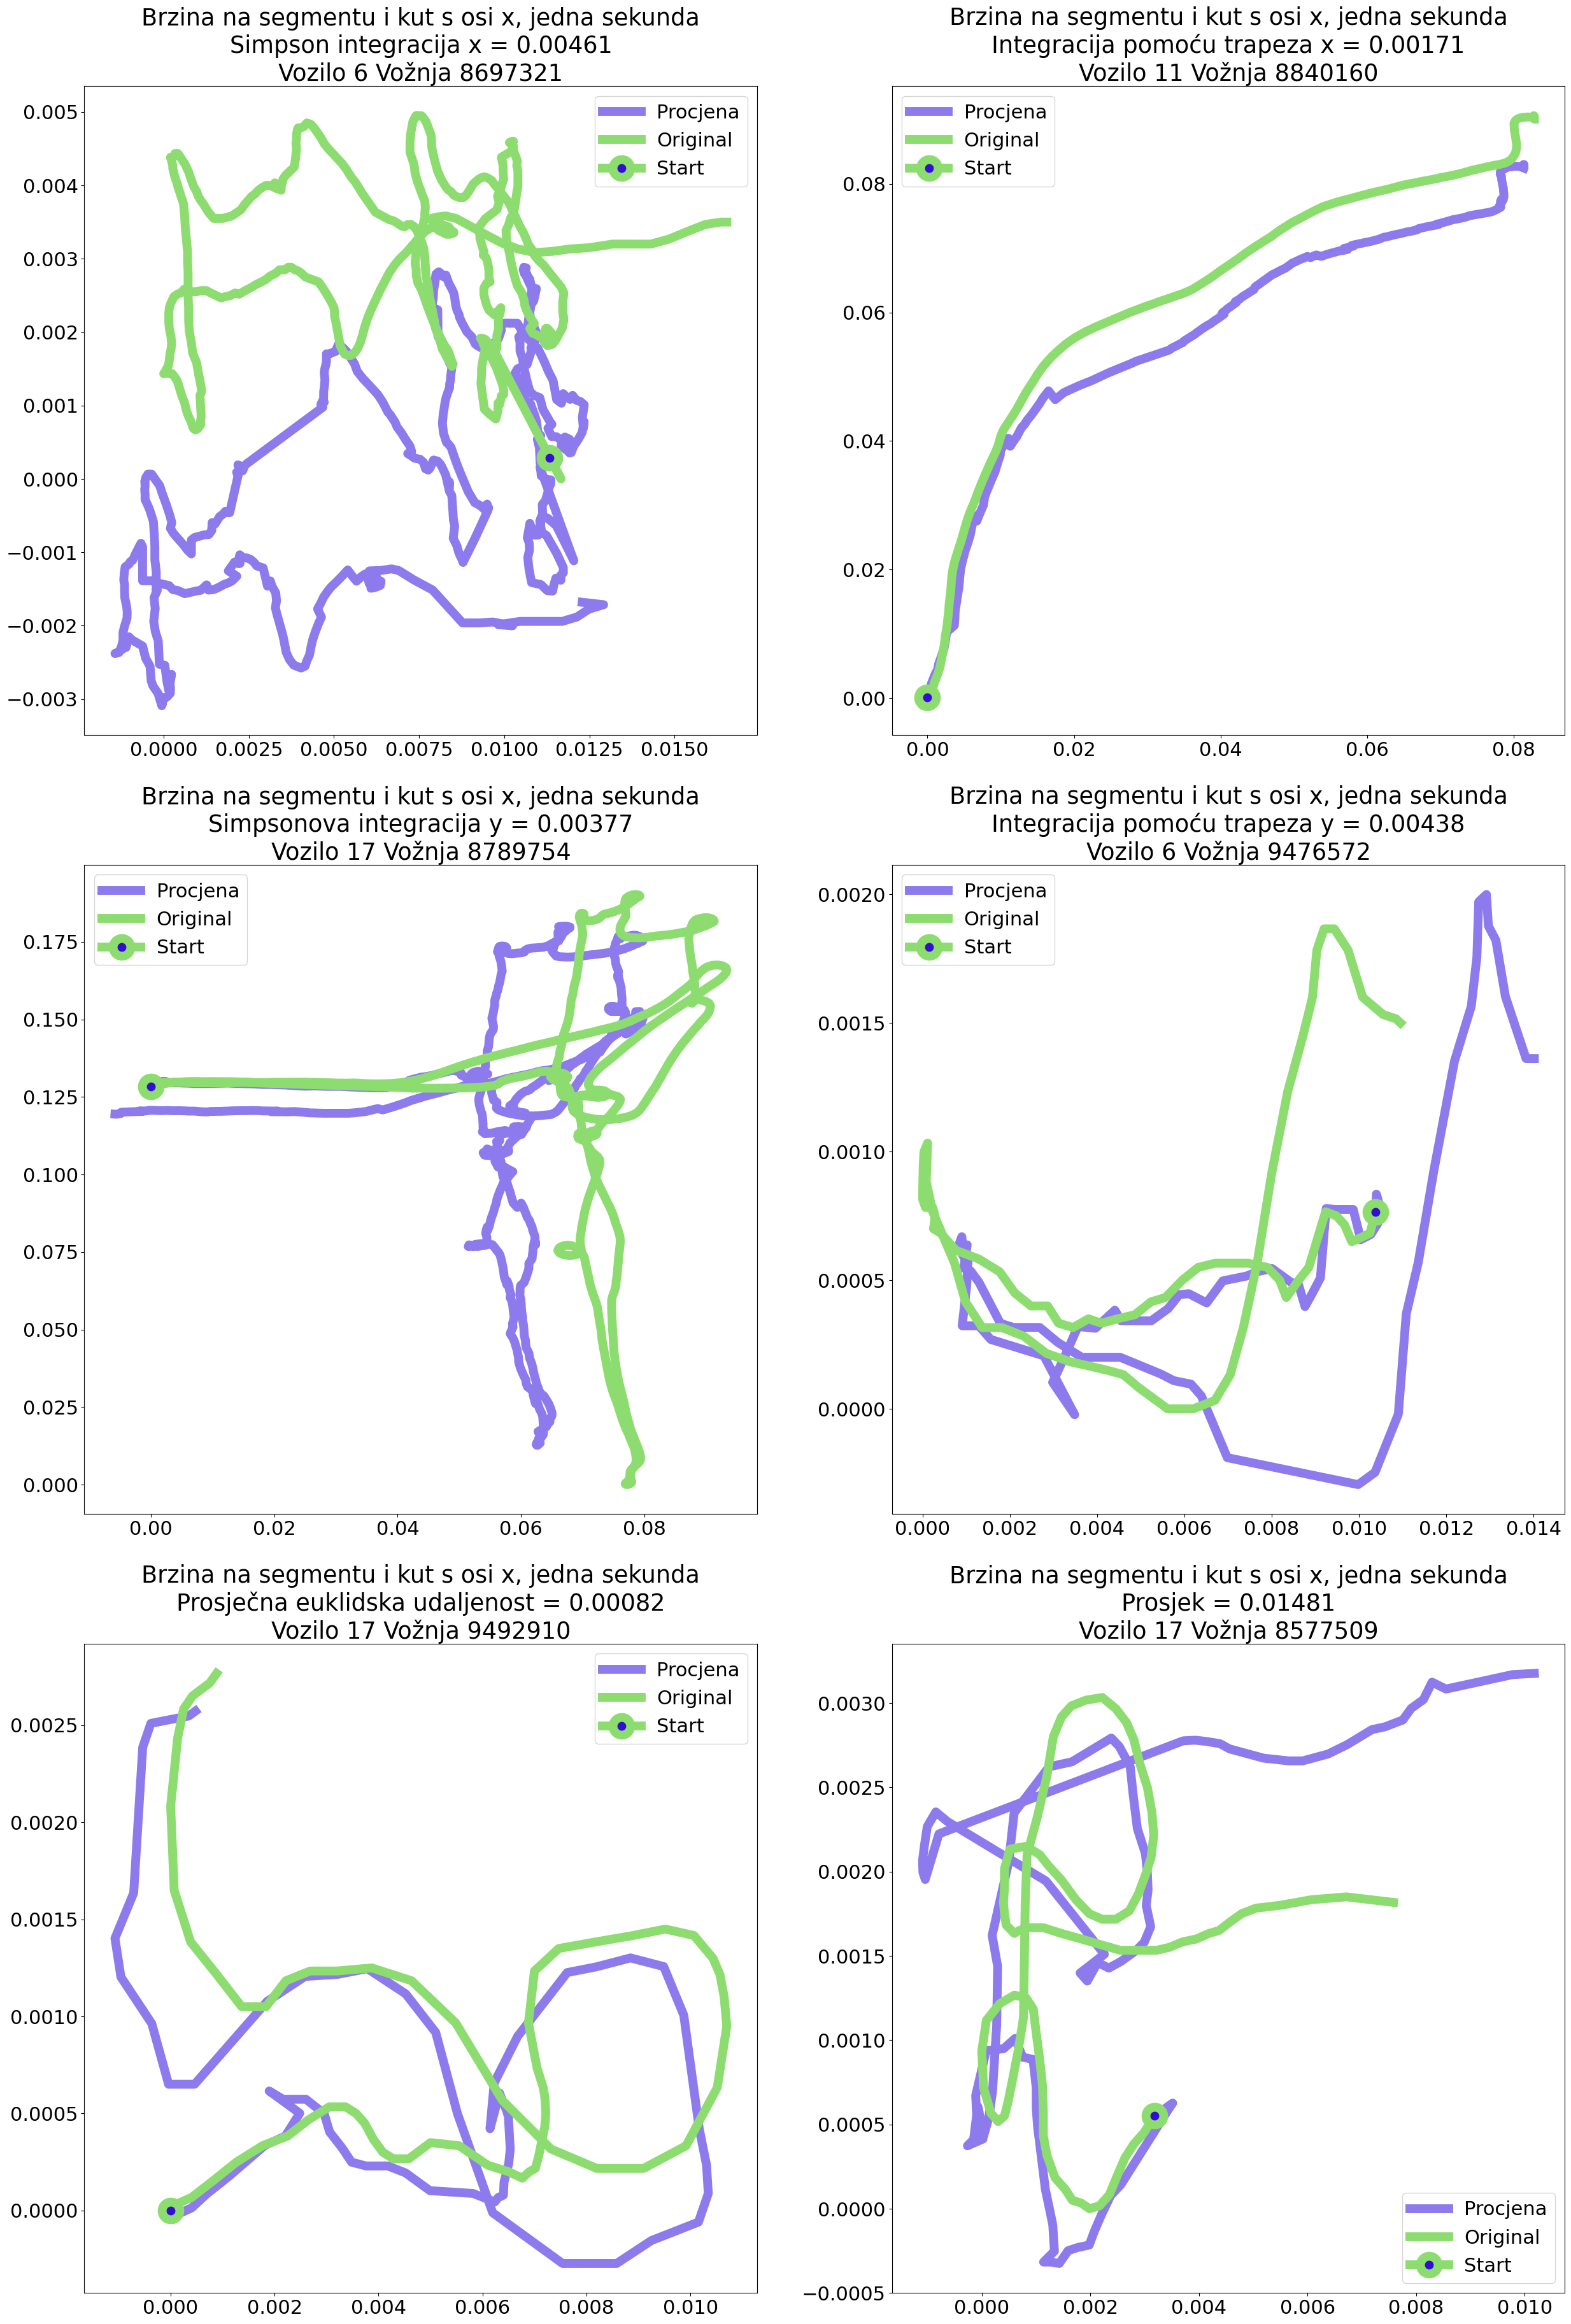 Brzina na segmentu i kut s osi x, jedna sekunda
Simpson integracija x = 0.00461
Vozilo 6 Vožnja 8697321
Procjena
Original
Start
0.005
0.004
0.003
0.002
0.001
0.000
−0.001
−0.002
−0.003
0.0000 0.0025 0.0050 0.0075 0.0100 0.0125 0.0150
Brzina na segmentu i kut s osi x, jedna sekunda
Integracija pomoću trapeza x = 0.00171
Vozilo 11 Vožnja 8840160
Procjena
Original
Start
0.08
0.06
0.04
0.02
0.00
0.00 0.02 0.04 0.06 0.08
Brzina na segmentu i kut s osi x, jedna sekunda
Simpsonova integracija y = 0.00377
Vozilo 17 Vožnja 8789754
Procjena
Original
Start
0.175
0.150
0.125
0.100
0.075
0.050
0.025
0.000
0.00 0.02 0.04 0.06 0.08
Brzina na segmentu i kut s osi x, jedna sekunda
Integracija pomoću trapeza y = 0.00438
Vozilo 6 Vožnja 9476572
Procjena
Original
Start
0.0020
0.0015
0.0010
0.0005
0.0000
0.000 0.002 0.004 0.006 0.008 0.010 0.012 0.014
Brzina na segmentu i kut s osi x, jedna sekunda
Prosječna euklidska udaljenost = 0.00082
Vozilo 17 Vožnja 9492910
Procjena
Original
Start
0.0025
0.0020
0.0015
0.0010
0.0005
0.0000
0.000 0.002 0.004 0.006 0.008 0.010
Brzina na segmentu i kut s osi x, jedna sekunda
Prosjek = 0.01481
Vozilo 17 Vožnja 8577509
0.0030
0.0025
0.0020
0.0015
0.0010
0.0005
0.0000
−0.0005
Procjena
Original
Start
0.000 0.002 0.004 0.006 0.008 0.010